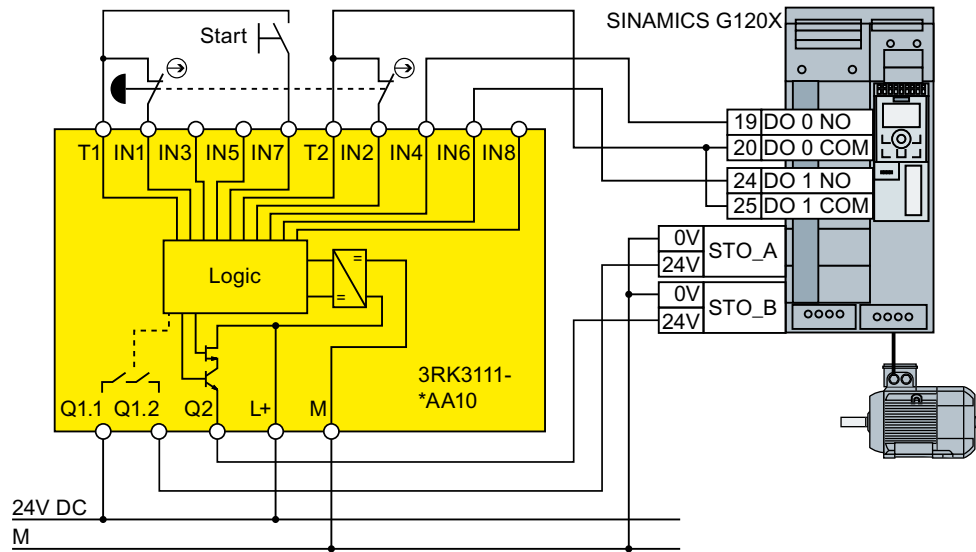 SINAMICS G120X
Start
19 DO 0 NO
20 DO 0 COM
24 DO 1 NO
25 DO 1 COM
T1 IN1 IN3 IN5 IN7 T2 IN2 IN4 IN6 IN8
0V
24V
STO_A
0V
24V
STO_B
Logic
=
=
3RK3111-
*AA10
Q1.1 Q1.2 Q2 L+ M
24V DC
M